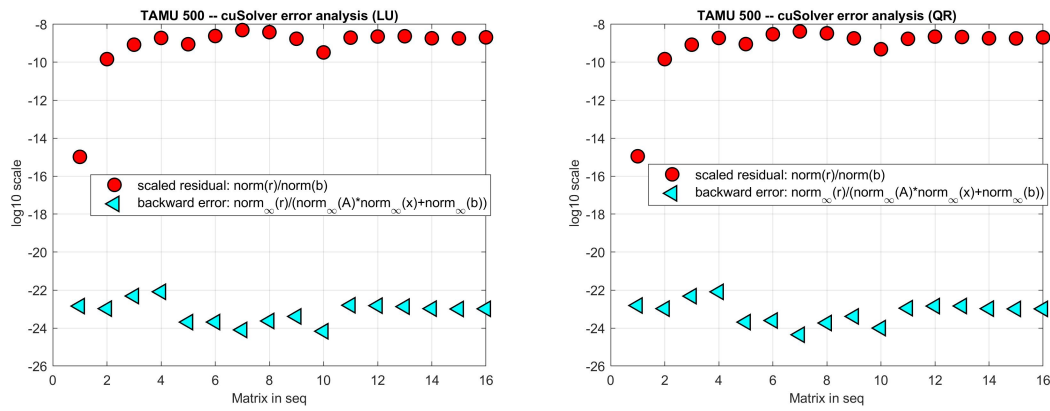 TAMU 500 -- cuSolver error analysis (LU)
-8
-10
-12
-14
-16
-18
-20
-22
-24
-26
log10 scale
scaled residual: norm(r)/norm(b)
backward error: norm∞(r)/(norm∞(A)*norm∞(x)+norm∞(b))
0 2 4 6 8 10 12 14 16
Matrix in seq
TAMU 500 -- cuSolver error analysis (QR)
-8
-10
-12
-14
-16
-18
-20
-22
-24
-26
log10 scale
scaled residual: norm(r)/norm(b)
backward error: norm∞(r)/(norm∞(A)*norm∞(x)+norm∞(b))
0 2 4 6 8 10 12 14 16
Matrix in seq